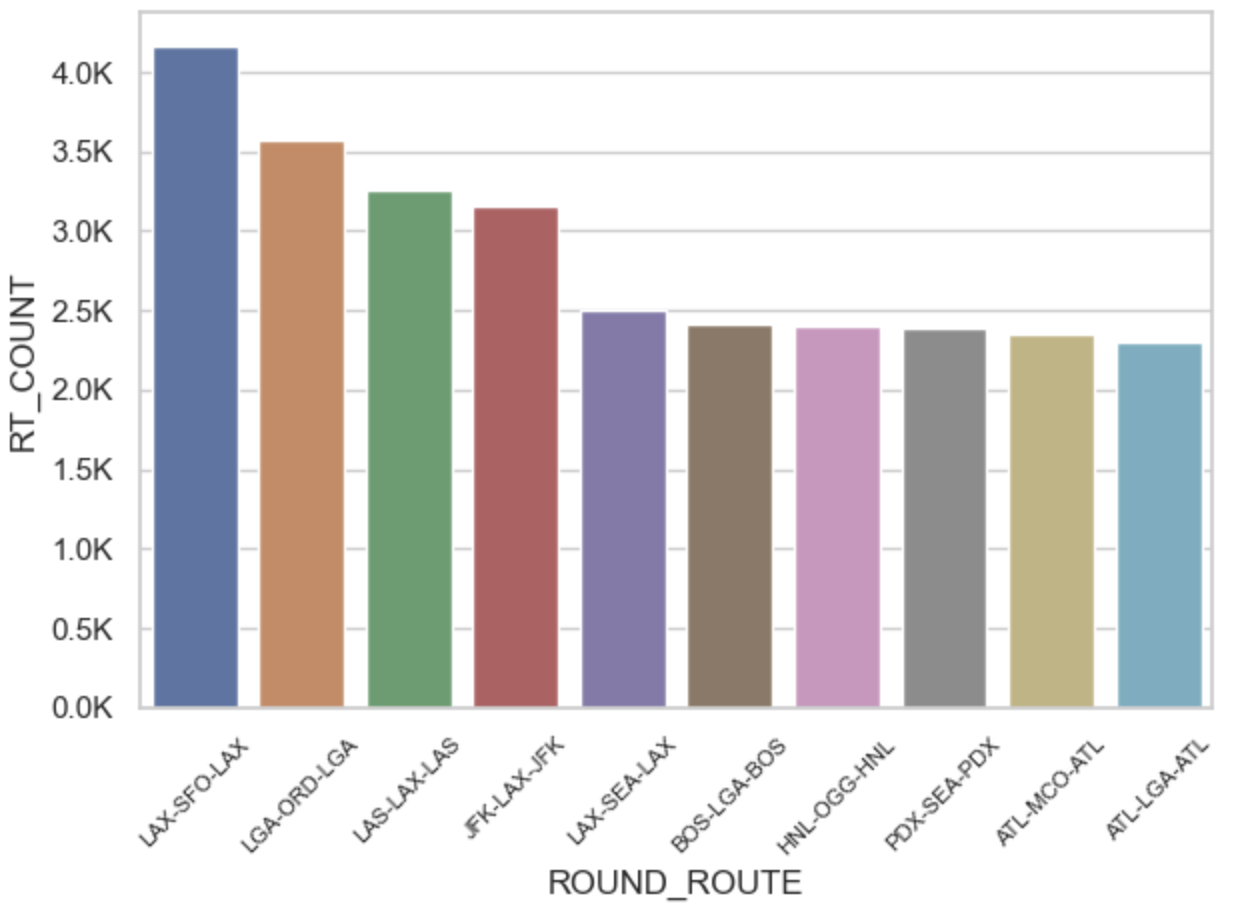 4.0K
3.5K
3.0K
2.5K
2.0K
1.5K
1.0K
0.5K
0.0K
RT_COUNT
LAX-SFO-LAX
LGA-ORD-LGA
LAS-LAX-LAS
JFK-LAX-JFK
LAX-SEA-LAX
BOS-LGA-BOS
HNL-OGG-HNL
PDX-SEA-PDX
ATL-MCO-ATL
ATL-LGA-ATL
ROUND_ROUTE